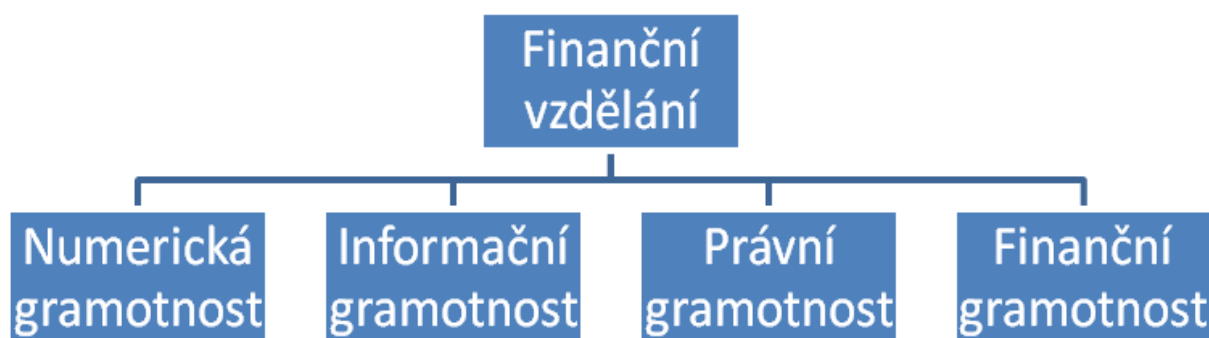 Finanční
vzdělání
Numerická
gramotnost
Informační
gramotnost
Právní
gramotnost
Finanční
gramotnost